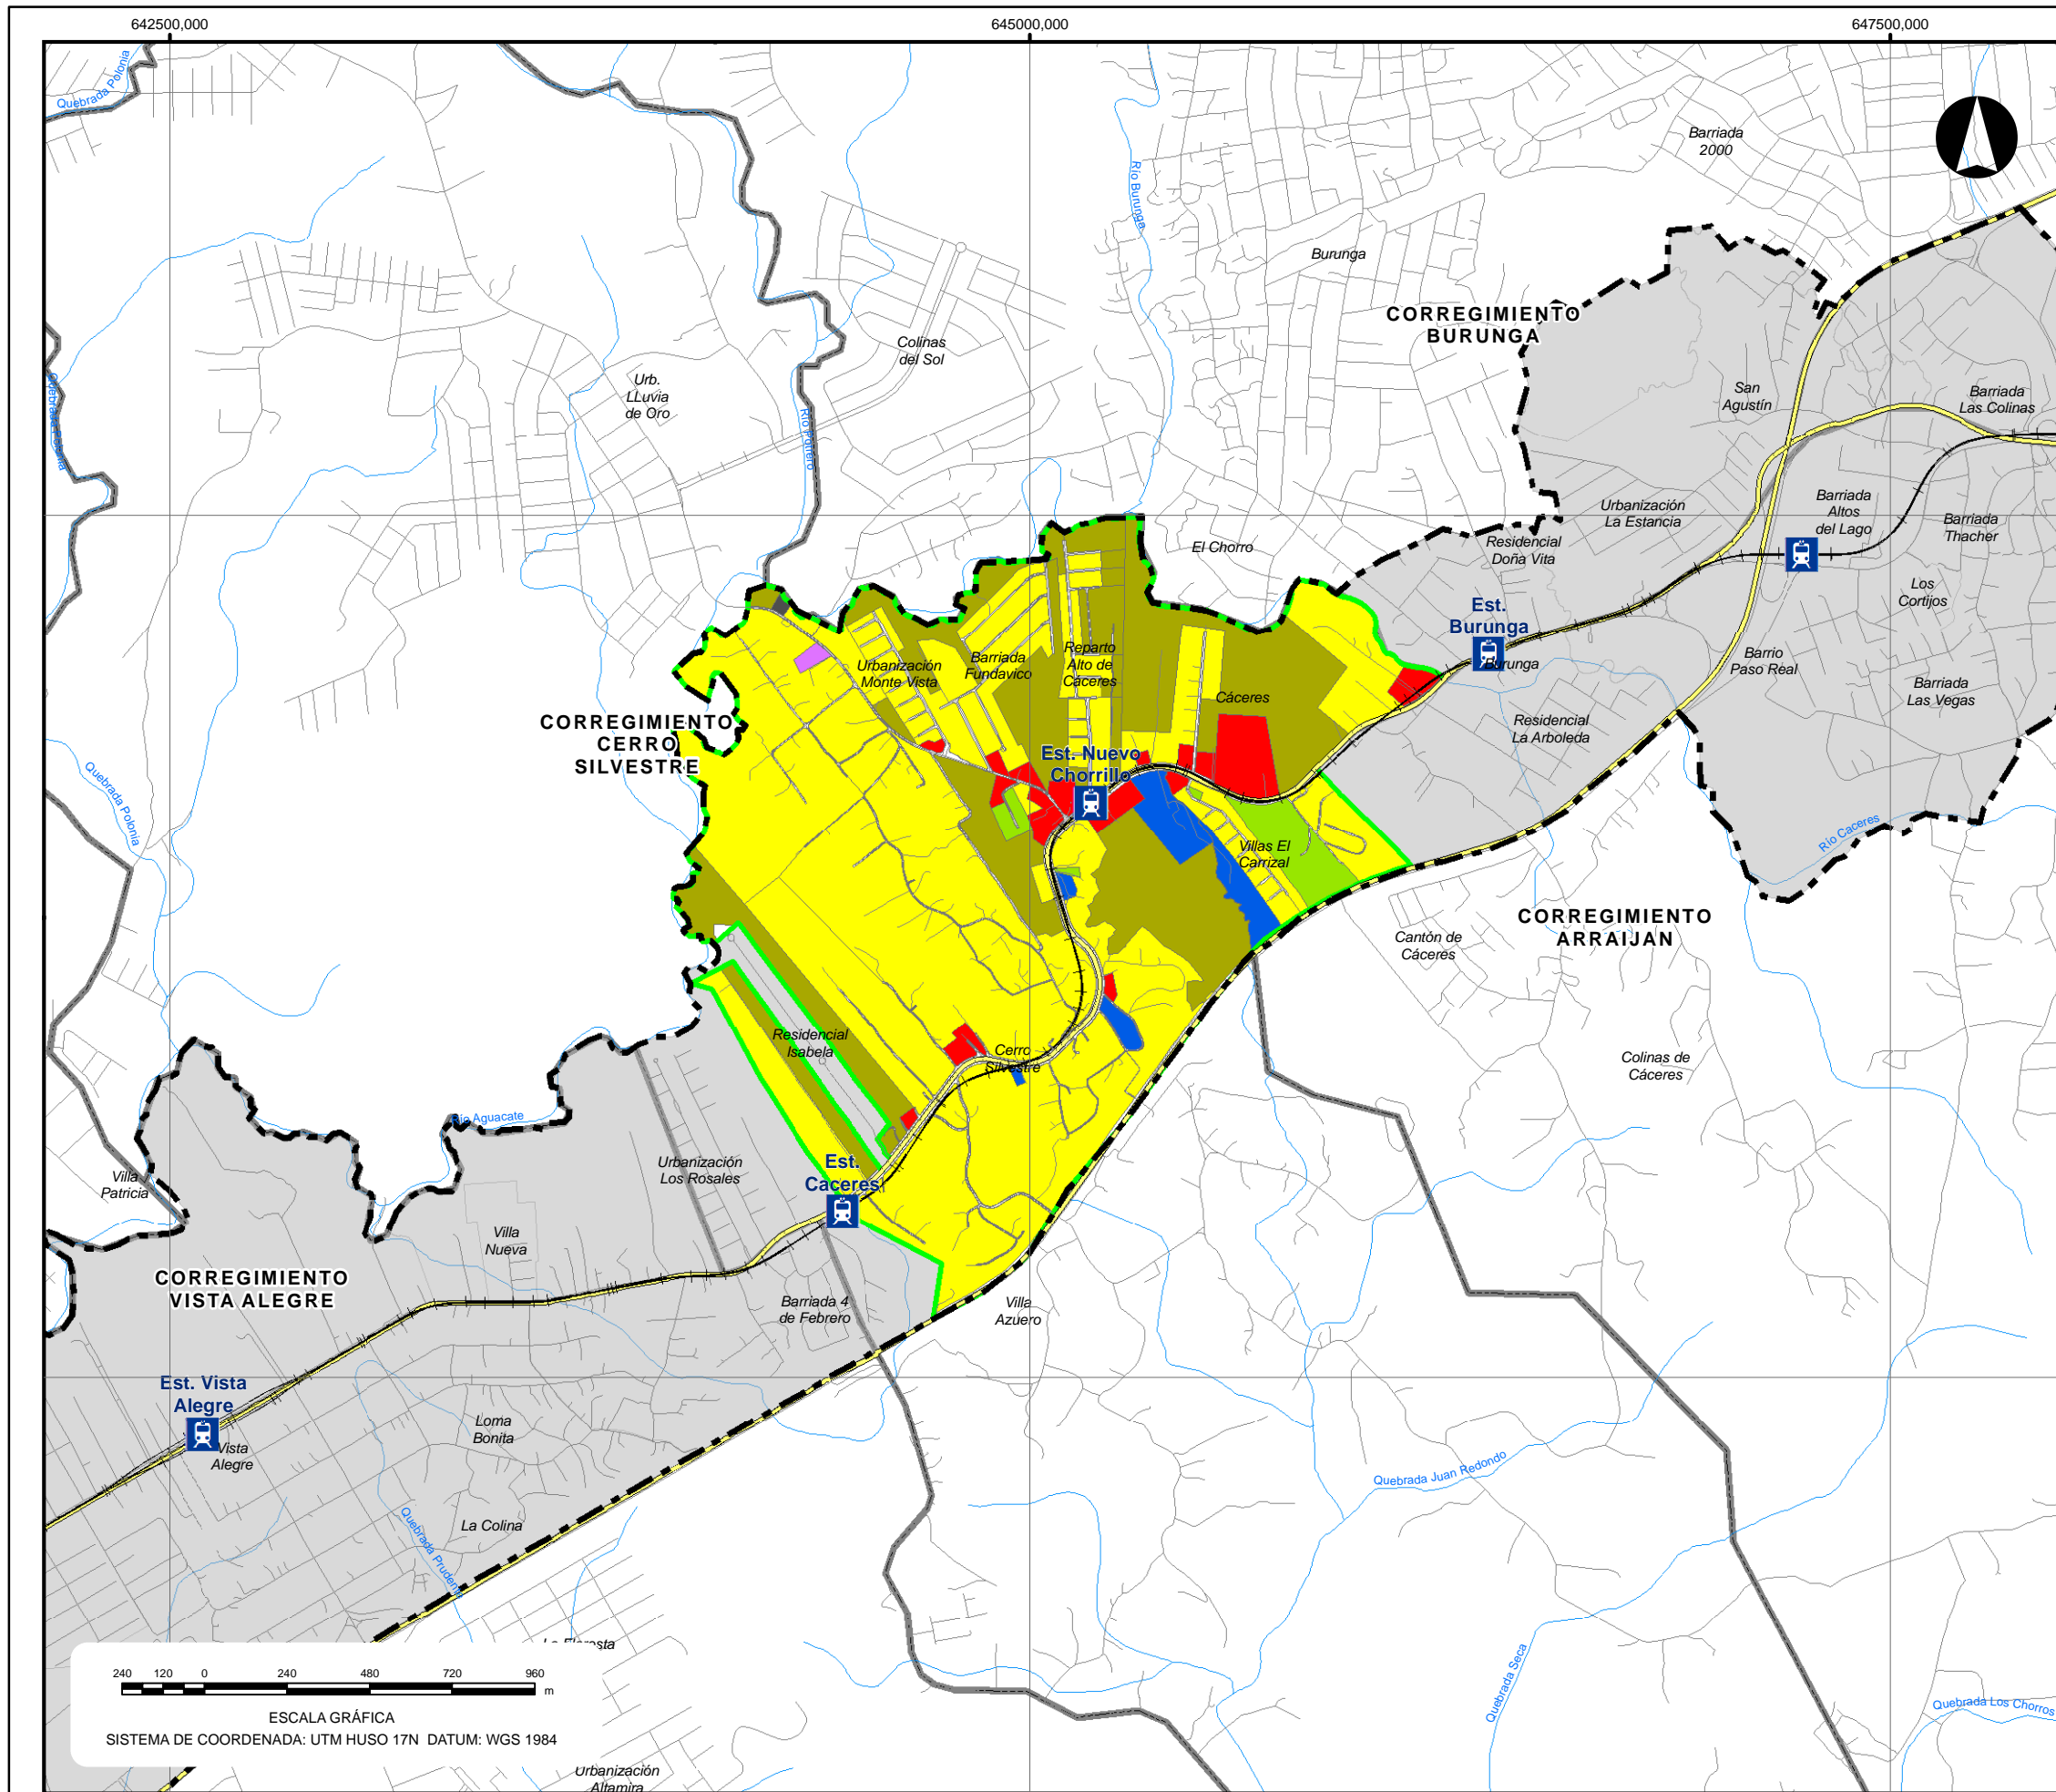 642500,000
645000,000
647500,000
Quebrada Polonia
Barriada
2000
Río Burunga
Burunga
CORREGIMIENTO
BURUNGA
Colinas
del Sol
Urb.
LLuvia
de Oro
Quebrada Polonia
Río Potrero
San
Agustín
Barriada
Las Colinas
Urbanización
La Estancia
Barriada
Altos
del Lago
Barriada
Thacher
El Chorro
Residencial
Doña Vita
Los
Cortijos
Est.
Burunga
Burunga
Urbanización
Monte Vista
Barriada
Fundavico
Reparto
Alto de
Cáceres
Cáceres
Barrio
Paso Real
Barriada
Las Vegas
Residencial
La Arboleda
CORREGIMIENTO
CERRO
SILVESTRE
Est. Nuevo
Chorrillo
Quebrada Polonia
Villas El
Carrizal
Río Caceres
Cantón de
Cáceres
CORREGIMIENTO
ARRAIJAN
Residencial
Isabela
Cerro
Silvestre
Colinas de
Cáceres
Río Aguacate
Villa
Patricia
Urbanización
Los Rosales
Est.
Caceres
Villa
Nueva
CORREGIMIENTO
VISTA ALEGRE
Barriada 4
de Febrero
Villa
Azuero
Est. Vista
Alegre
Vista
Alegre
Loma
Bonita
Quebrada Juan Redondo
La Colina
Quebrada Seca
Quebrada Los Chorros
240 120 0 240 480 720 960
m
ESCALA GRÁFICA
SISTEMA DE COORDENADA: UTM HUSO 17N DATUM: WGS 1984
Urbanización
Altamira